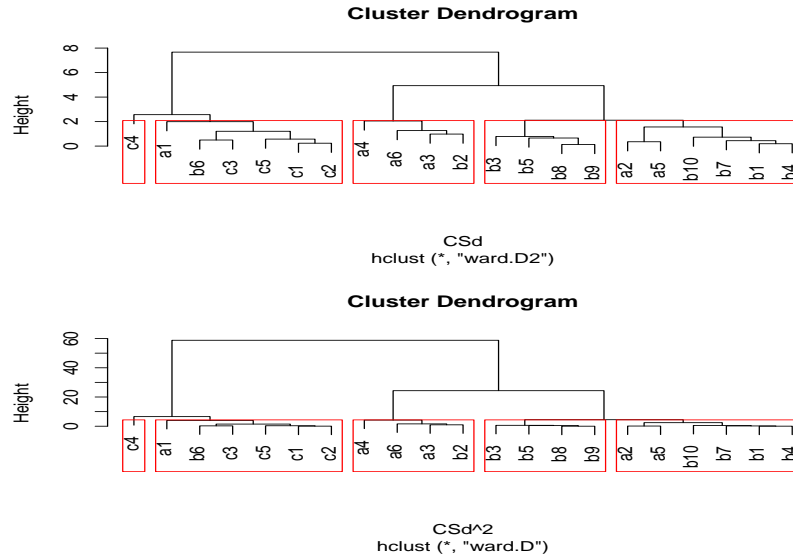 Cluster Dendrogram
Height
8
6
4
2
0
c4
a1
b6
c3
c5
c1
c2
a4
a6
a3
b2
b3
b5
b8
b9
a2
a5
b10
b7
b1
b4
CSd
hclust (*, "ward.D2")
Cluster Dendrogram
Height
60
40
20
0
c4
a1
b6
c3
c5
c1
c2
a4
a6
a3
b2
b3
b5
b8
b9
a2
a5
b10
b7
b1
b4
CSd^2
hclust (*, "ward.D")